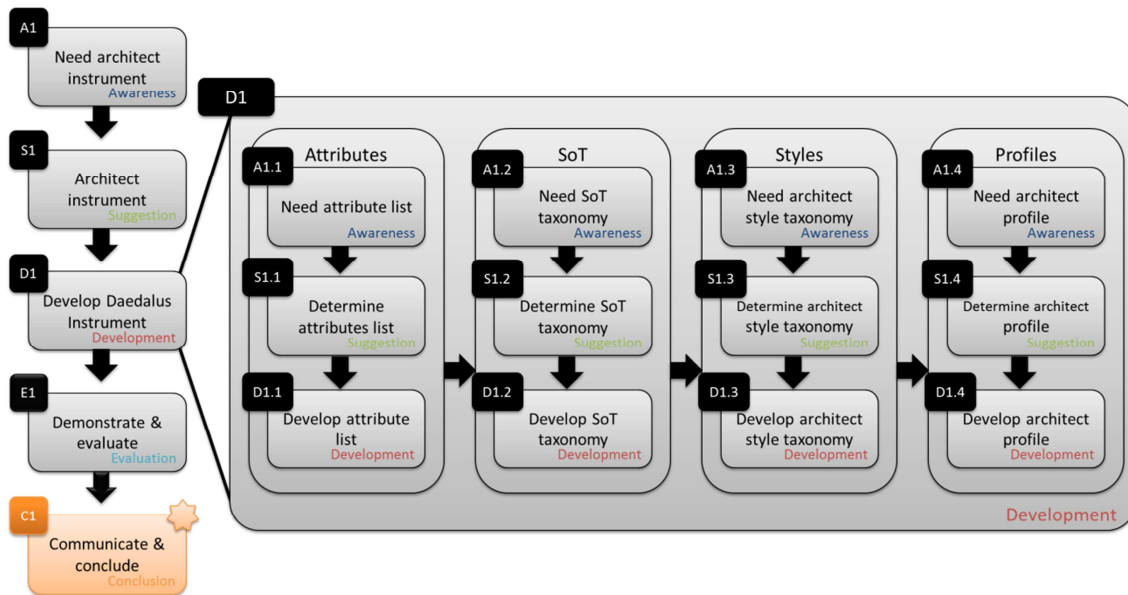 A1
Need architect
instrument
Awareness
S1
Architect
instrument
Suggestion
D1
Develop Daedalus
Instrument
Development
E1
Demonstrate &
evaluate
Evaluation
C1
Communicate &
conclude
Conclusion
D1
Attributes
A1.1
Need attribute list
Awareness
S1.1
Determine
attributes list
Suggestion
D1.1
Develop attribute
list
Development
SoT
A1.2
Need SoT
taxonomy
Awareness
S1.2
Determine SoT
taxonomy
Suggestion
D1.2
Develop SoT
taxonomy
Development
Styles
A1.3
Need architect
style taxonomy
Awareness
S1.3
Determine architect
style taxonomy
Suggestion
D1.3
Develop architect
style taxonomy
Development
Profiles
A1.4
Need architect
profile
Awareness
S1.4
Determine architect
profile
Suggestion
D1.4
Develop architect
profile
Development
Development